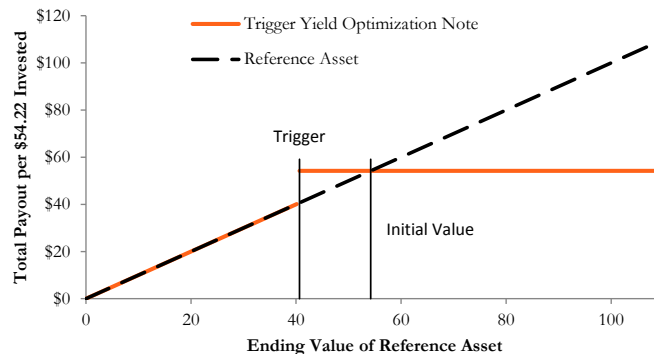 $120
Trigger Yield Optimization Note
$100
Reference Asset
$80
Trigger
$60
$40
Initial Value
$20
$0
0 20 40 60 80 100
Total Payout per $54.22 Invested
Ending Value of Reference Asset